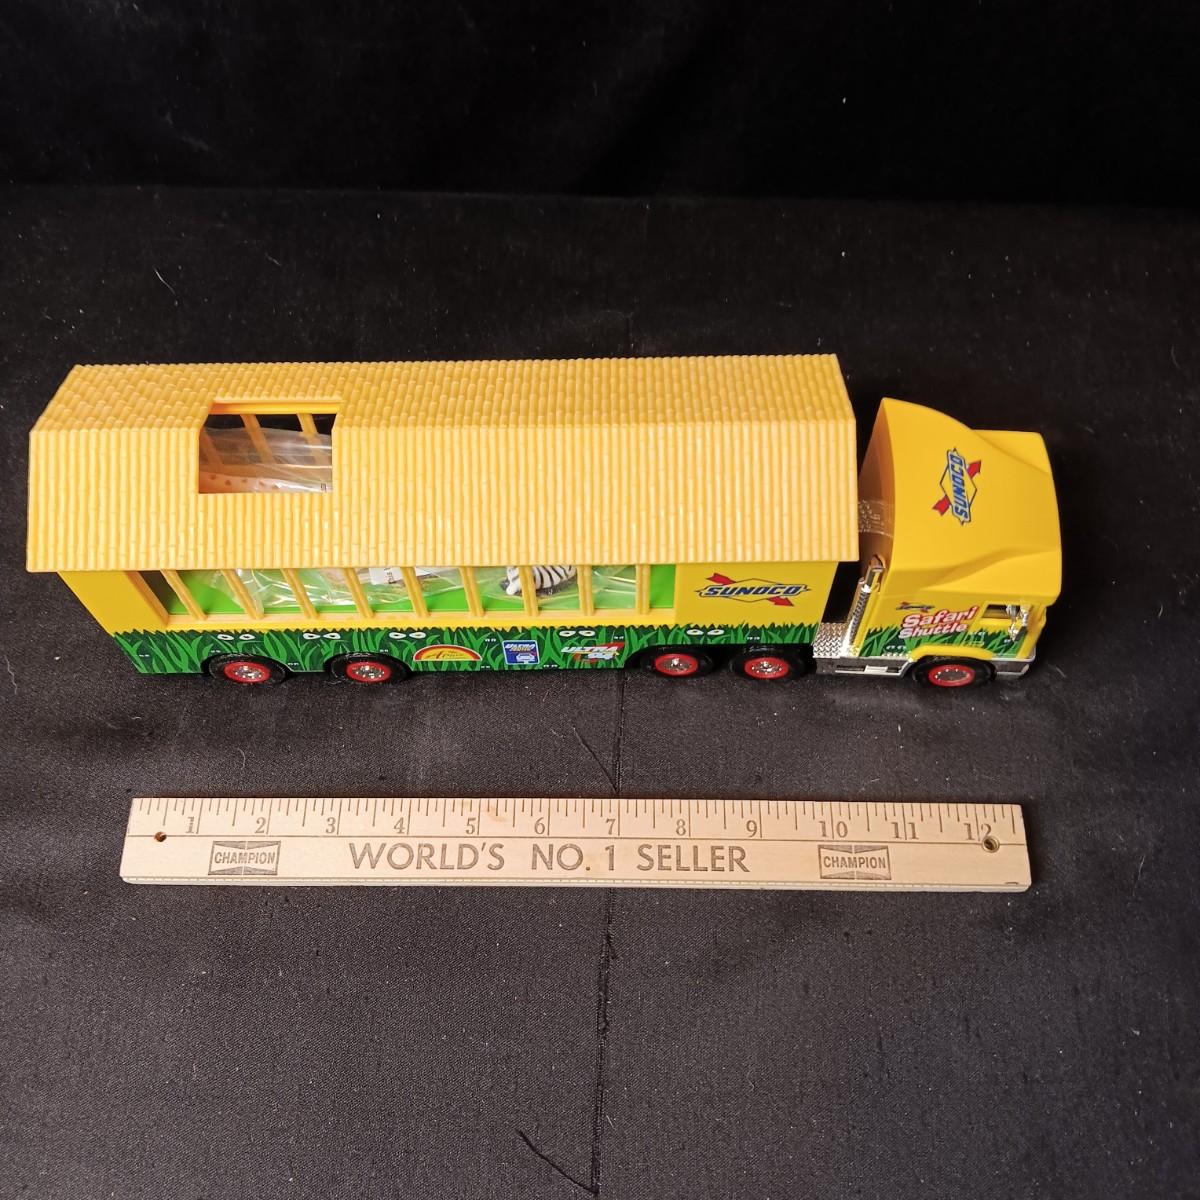 SUNOCO
SUNOCO
Safari
Shuttle
ULTRA
ULTRA
2 3 4 5 6 7 8 9 10 11 12
CHAMPION WORLD'S NO. 1 SELLER CHAMPION